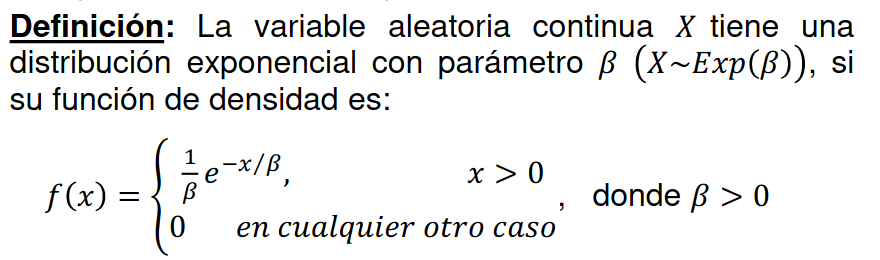 Definición: La variable aleatoria continua X tiene una
distribución exponencial con parámetro β (X~Exp(β)), si
su función de densidad es:
f(x) = { 1/β e^{-x/β}, x > 0
0 en cualquier otro caso , donde β > 0